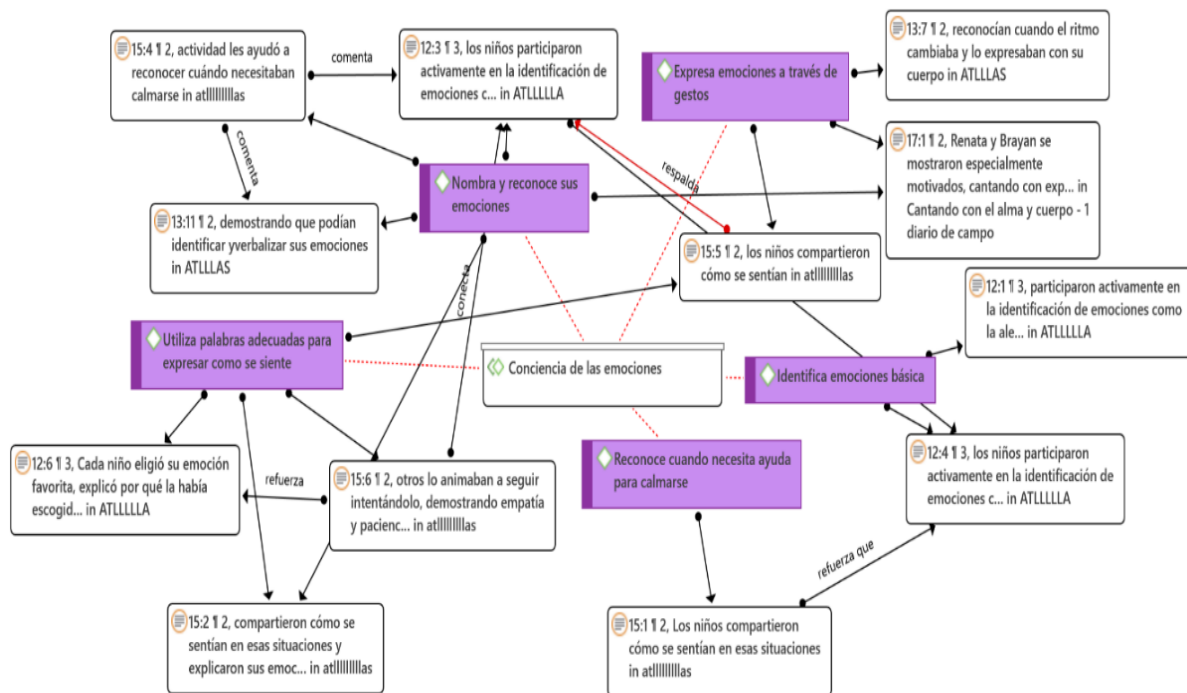 15:4 ¶ 2, actividad les ayudó a
reconocer cuándo necesitaban
calmarse in atlllllllllas
comenta
12:3 ¶ 3, los niños participaron
activamente en la identificación de
emociones c... in ATLLLLLA
Expresa emociones a través de
gestos
13:7 ¶ 2, reconocían cuando el ritmo
cambiaba y lo expresaban con su
cuerpo in ATLLLAS
comenta
Nombra y reconoce sus
emociones
respalda
17:1 ¶ 2, Renata y Brayan se
mostraron especialmente
motivados, cantando con exp... in
Cantando con el alma y cuerpo - 1
diario de campo
13:11 ¶ 2, demostrando que podían
identificar yverbalizar sus emociones
in ATLLLAS
15:5 ¶ 2, los niños compartieron
cómo se sentían in atlllllllllas
conecta
12:1 ¶ 3, participaron activamente en
la identificación de emociones como
la ale... in ATLLLLLA
Utiliza palabras adecuadas para
expresar como se siente
Conciencia de las emociones
Identifica emociones básica
12:6 ¶ 3, Cada niño eligió su emoción
favorita, explicó por qué la había
escogid... in ATLLLLLA
refuerza
15:6 ¶ 2, otros lo animaban a seguir
intentándolo, demostrando empatía
y pacienc... in atlllllllllas
Reconoce cuando necesita ayuda
para calmarse
12:4 ¶ 3, los niños participaron
activamente en la identificación de
emociones c... in ATLLLLLA
refuerza que
15:2 ¶ 2, compartieron cómo se
sentían en esas situaciones y
explicaron sus emoc... in atlllllllllas
15:1 ¶ 2, Los niños compartieron
cómo se sentían en esas situaciones
in atlllllllllas